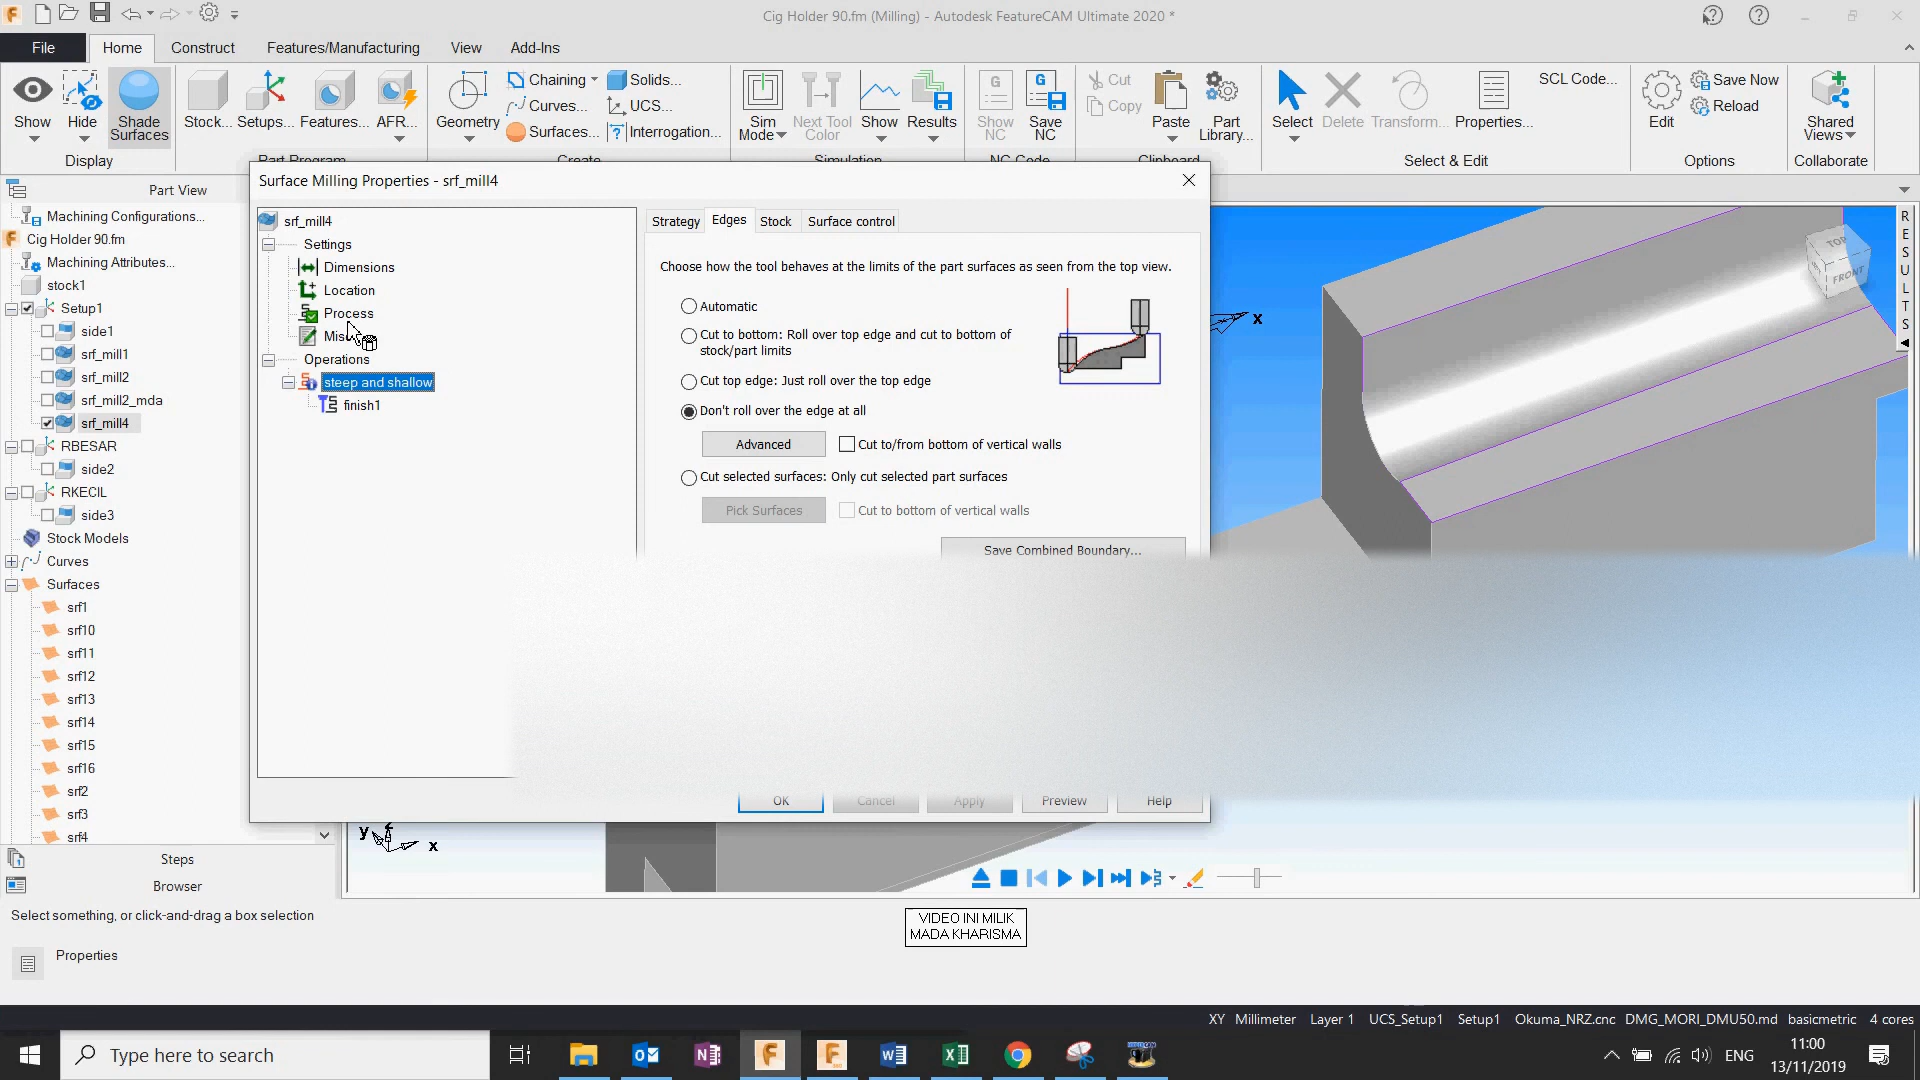 Cig Holder 90.fm (Milling) - Autodesk FeatureCAM Ultimate 2020 *
File
Home
Construct
Features/Manufacturing
View
Add-Ins
Show
Hide
Shade Surfaces
Display
Stock...
Setups...
Features...
AFR...
Geometry
Chaining
Curves...
Surfaces...
Solids...
UCS...
Interrogation...
Sim Mode
Next Tool Color
Show
Results
Show NC
Save NC
Cut
Copy
Paste
Part Library...
Select
Delete
Transform...
Properties...
SCL Code...
Select & Edit
Edit
Save Now
Reload
Options
Shared Views
Collaborate
Part View
Machining Configurations...
Cig Holder 90.fm
Machining Attributes...
stock1
Setup1
side1
srf_mill1
srf_mill2
srf_mill2_mda
srf_mill4
RBESAR
side2
RKECIL
side3
Stock Models
Curves
Surfaces
srf1
srf10
srf11
srf12
srf13
srf14
srf15
srf16
srf2
srf3
srf4
Steps
Browser
Surface Milling Properties - srf_mill4
srf_mill4
Settings
Dimensions
Location
Process
Operations
steep and shallow
finish1
Strategy
Edges
Stock
Surface control
Choose how the tool behaves at the limits of the part surfaces as seen from the top view.
Automatic
Cut to bottom: Roll over top edge and cut to bottom of
stock/part limits
Cut top edge: Just roll over the top edge
Don't roll over the edge at all
Advanced
Cut to/from bottom of vertical walls
Cut selected surfaces: Only cut selected part surfaces
Pick Surfaces
Cut to bottom of vertical walls
Save Combined Boundary...
OK
Cancel
Apply
Preview
Help
TOP
FRONT
RESULTS
x
y
z
x
Select something, or click-and-drag a box selection
VIDEO INI MILIK
MADA KHARISMA
Properties
XY Millimeter Layer 1 UCS_Setup1 Setup1 Okuma_NRZ.cnc DMG_MORI_DMU50.md basicmetric 4 cores
Type here to search
ENG
11:00
13/11/2019